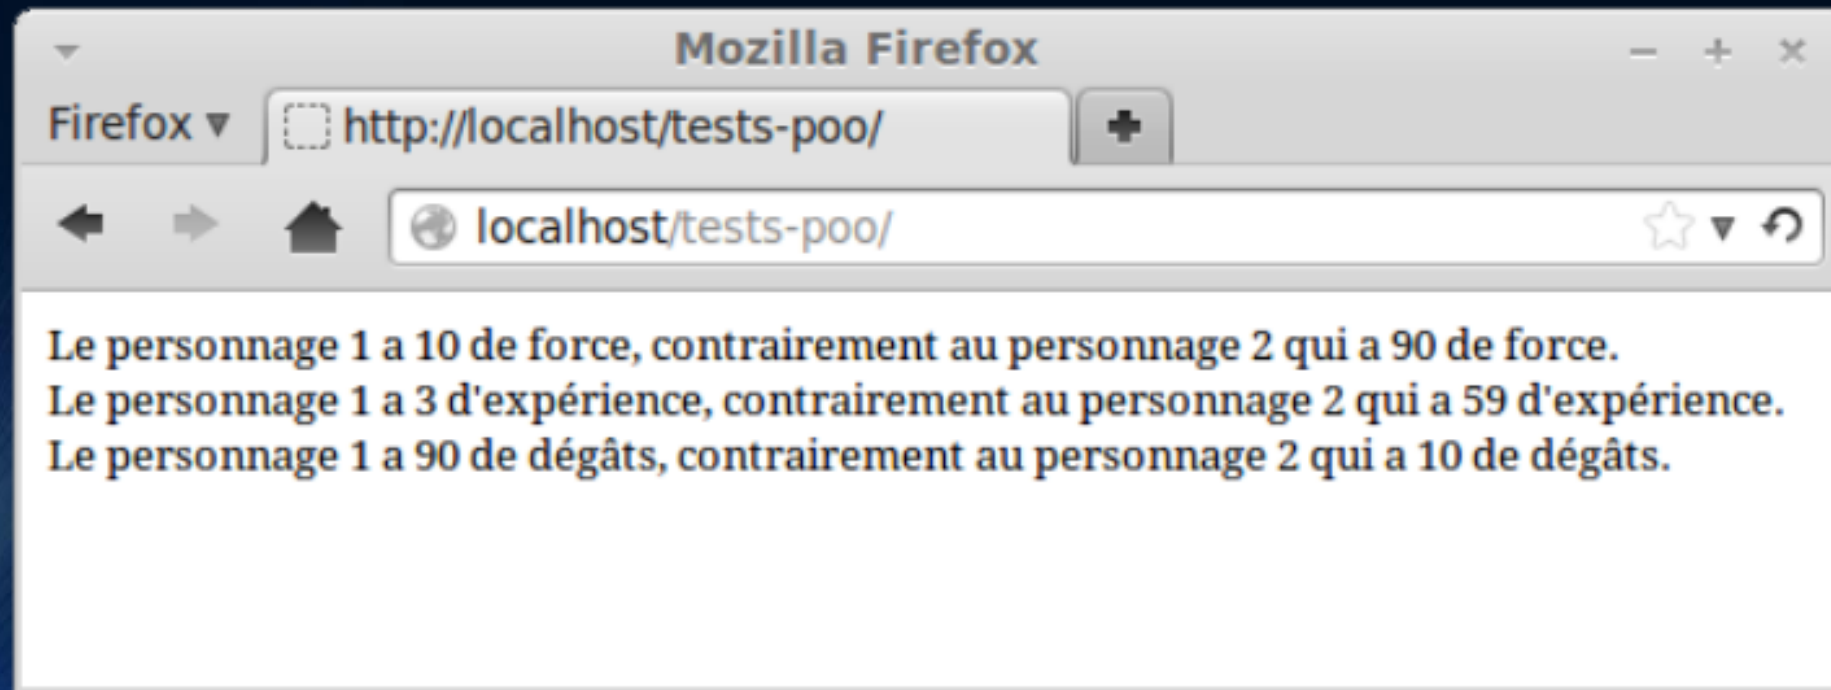 Mozilla Firefox
Firefox
http://localhost/tests-poo/
localhost/tests-poo/
Le personnage 1 a 10 de force, contrairement au personnage 2 qui a 90 de force.
Le personnage 1 a 3 d'expérience, contrairement au personnage 2 qui a 59 d'expérience.
Le personnage 1 a 90 de dégâts, contrairement au personnage 2 qui a 10 de dégâts.